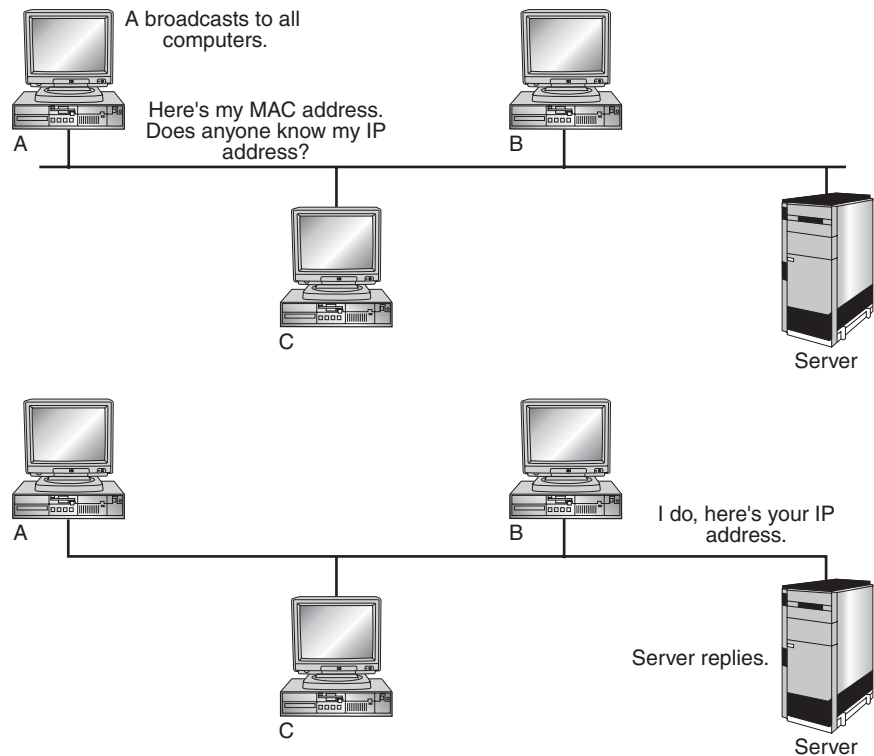 A broadcasts to all
computers.
Here's my MAC address.
Does anyone know my IP
address?
A
B
C
Server
A
B
I do, here's your IP
address.
Server replies.
C
Server